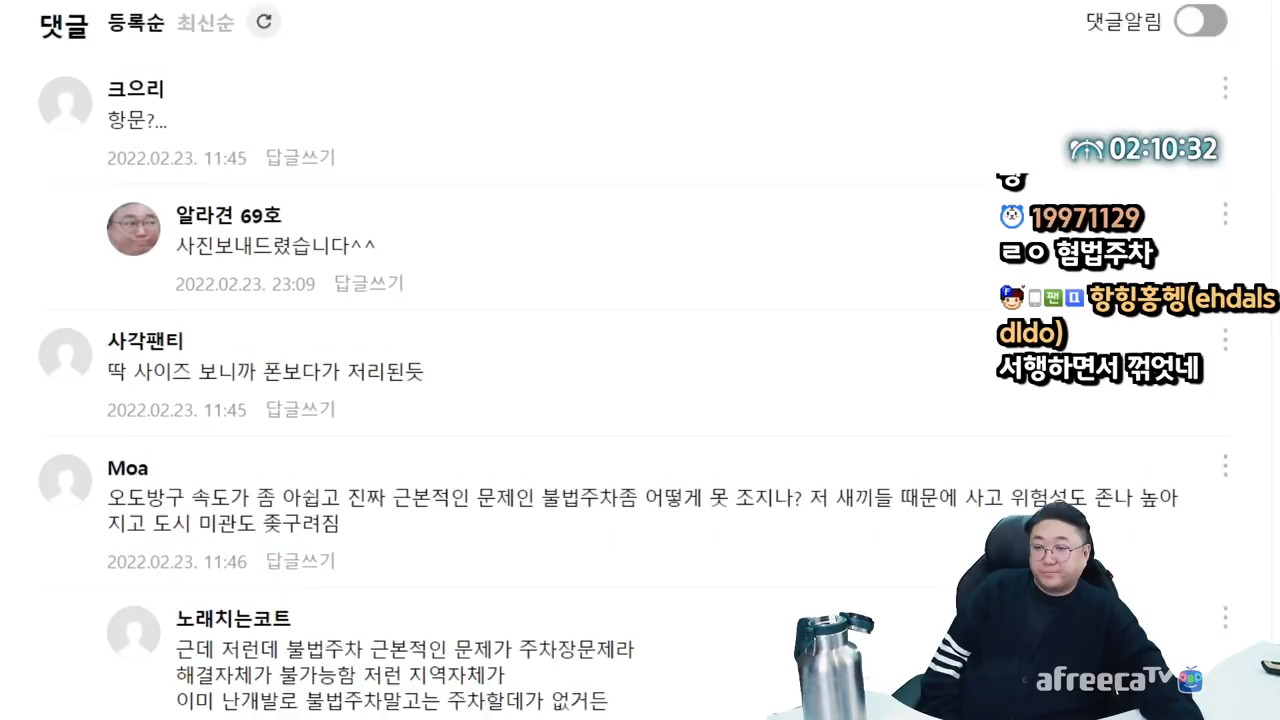 댓글 등록순 최신순
댓글알림
크으리
항문?...
2022.02.23. 11:45 답글쓰기
02:10:32
알라견 69호
사진보내드렸습니다^^
2022.02.23. 23:09 답글쓰기
19971129
ㄹㅇ 혐법주차
팬
항힝홍헹(ehdals
dldo)
서행하면서 꺾엇네
사각팬티
딱 사이즈 보니까 폰보다가 저리된듯
2022.02.23. 11:45 답글쓰기
Moa
오도방구 속도가 좀 아쉽고 진짜 근본적인 문제인 불법주차좀 어떻게 못 조지나? 저 새끼들 때문에 사고 위험성도 존나 높아
지고 도시 미관도 좆구려짐
2022.02.23. 11:46 답글쓰기
노래치는코트
근데 저런데 불법주차 근본적인 문제가 주차장문제라
해결자체가 불가능함 저런 지역자체가
이미 난개발로 불법주차말고는 주차할데가 없거든
afreecaTV